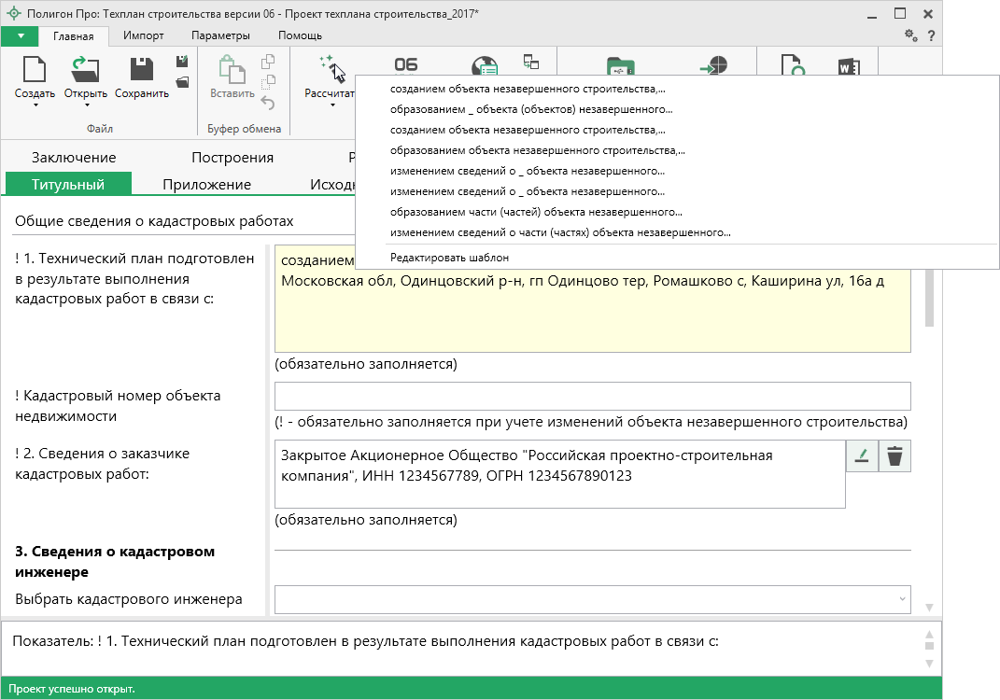 Полигон Про: Техплан строительства версии 06 - Проект техплана строительства_2017*
Главная Импорт Параметры Помощь
?
Создать Открыть Сохранить Вставить Рассчитат 06 W
Файл Буфер обмена
созданием объекта незавершенного строительства,...
образованием _ объекта (объектов) незавершенного...
созданием объекта незавершенного строительства,...
образованием объекта незавершенного строительства,...
изменением сведений о _ объекта незавершенного...
изменением сведений о _ объекта незавершенного...
образованием части (частей) объекта незавершенного...
изменением сведений о части (частях) объекта незавершенного...
Редактировать шаблон
Заключение Построения
Титульный Приложение
Общие сведения о кадастровых работах
! 1. Технический план подготовлен
в результате выполнения
кадастровых работ в связи с:
созданием
Московская обл, Одинцовский р-н, гп Одинцово тер, Ромашково с, Каширина ул, 16а д
(обязательно заполняется)
! Кадастровый номер объекта
недвижимости
(! - обязательно заполняется при учете изменений объекта незавершенного строительства)
! 2. Сведения о заказчике
кадастровых работ:
Закрытое Акционерное Общество "Российская проектно-строительная
компания", ИНН 1234567789, ОГРН 1234567890123
(обязательно заполняется)
3. Сведения о кадастровом
инженере
Выбрать кадастрового инженера
Показатель: ! 1. Технический план подготовлен в результате выполнения кадастровых работ в связи с:
Проект успешно открыт.